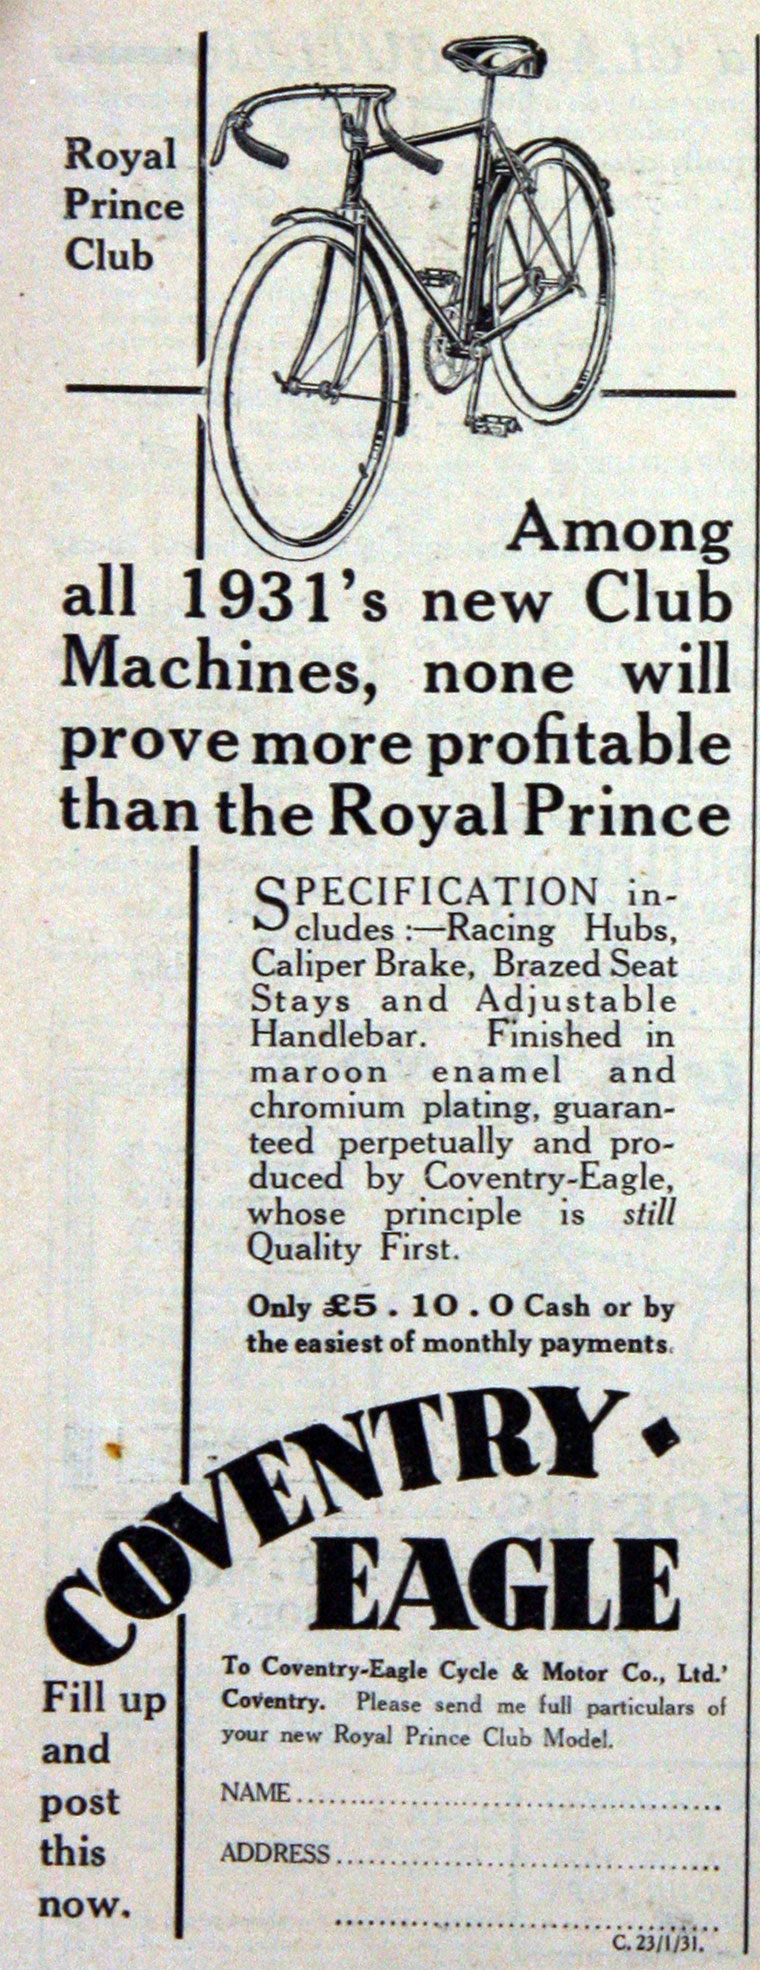 Royal
Prince
Club
Among
all 1931's new Club
Machines, none will
prove more profitable
than the Royal Prince
SPECIFICATION in-
cludes :—Racing Hubs,
Caliper Brake, Brazed Seat
Stays and Adjustable
Handlebar. Finished in
maroon enamel and
chromium plating, guaran-
teed perpetually and pro-
duced by Coventry-Eagle,
whose principle is still
Quality First.
Only £5 . 10 . 0 Cash or by
the easiest of monthly payments.
COVENTRY-
EAGLE
Fill up
and
post
this
now.
To Coventry-Eagle Cycle & Motor Co., Ltd.'
Coventry. Please send me full particulars of
your new Royal Prince Club Model.
NAME
ADDRESS
C. 23/1/31.